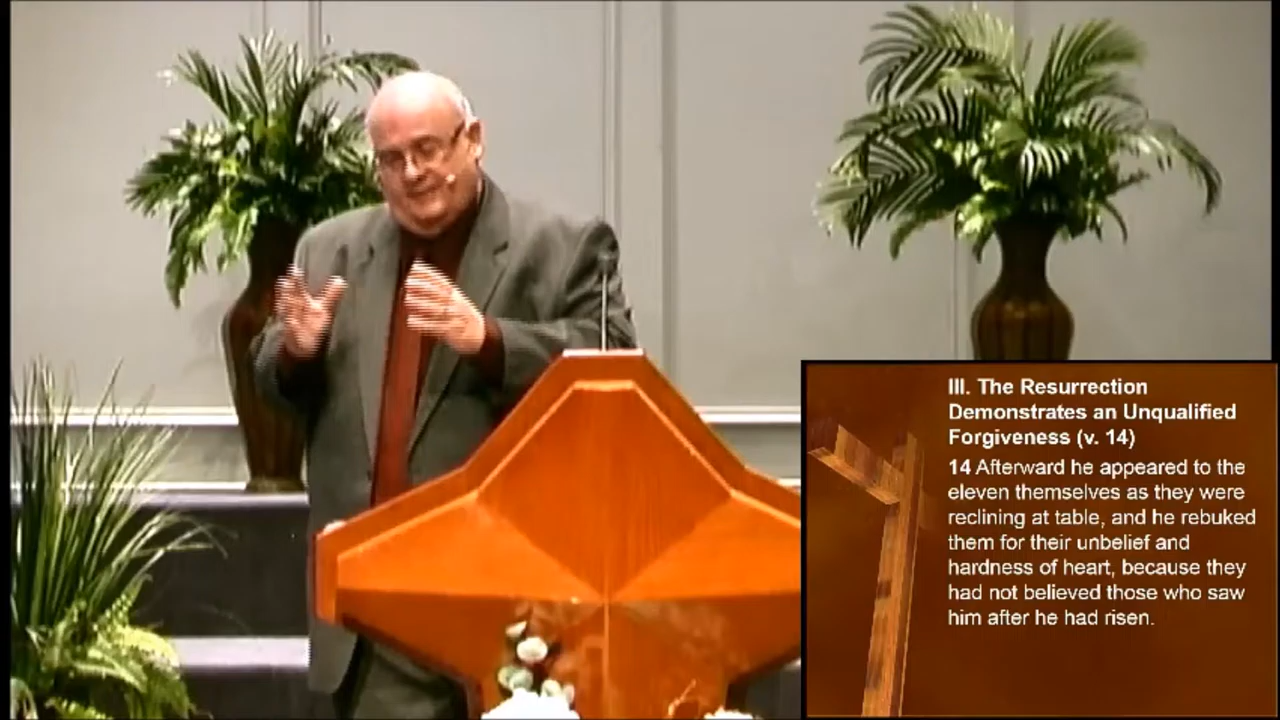 III. The Resurrection
Demonstrates an Unqualified
Forgiveness (v. 14)
14 Afterward he appeared to the
eleven themselves as they were
reclining at table, and he rebuked
them for their unbelief and
hardness of heart, because they
had not believed those who saw
him after he had risen.